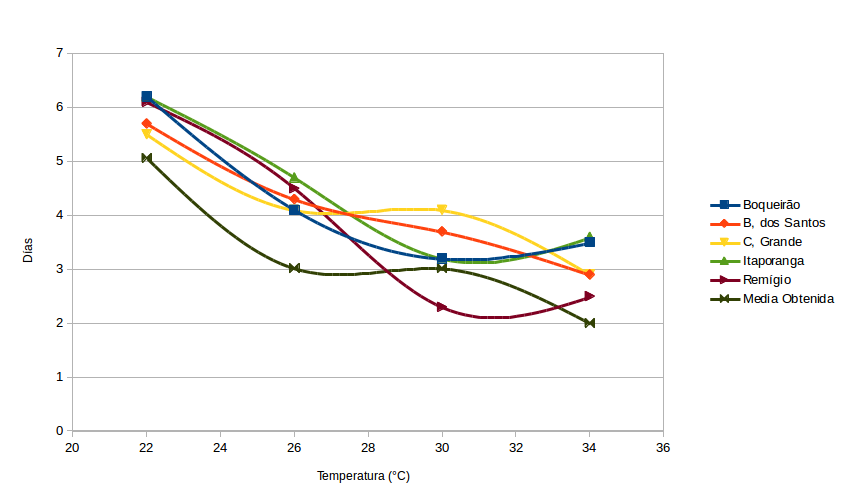 7
6
5
4
3
2
1
0
Días
20 22 24 26 28 30 32 34 36
Temperatura (°C)
Boqueirão
B, dos Santos
C, Grande
Itaporanga
Remígio
Media Obtenida